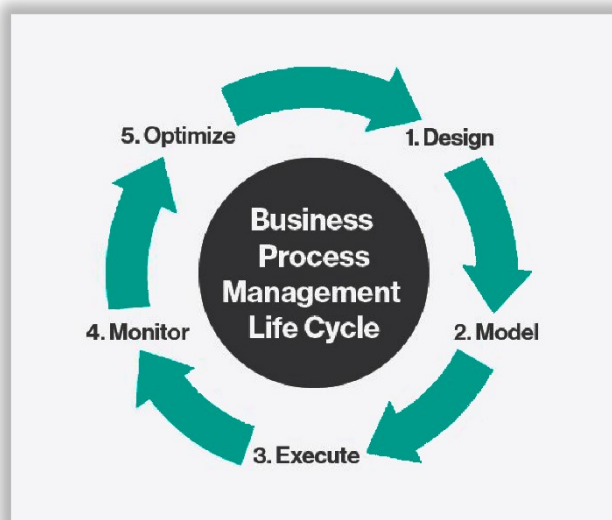 Business
Process
Management
Life Cycle
1. Design
2. Model
3. Execute
4. Monitor
5. Optimize